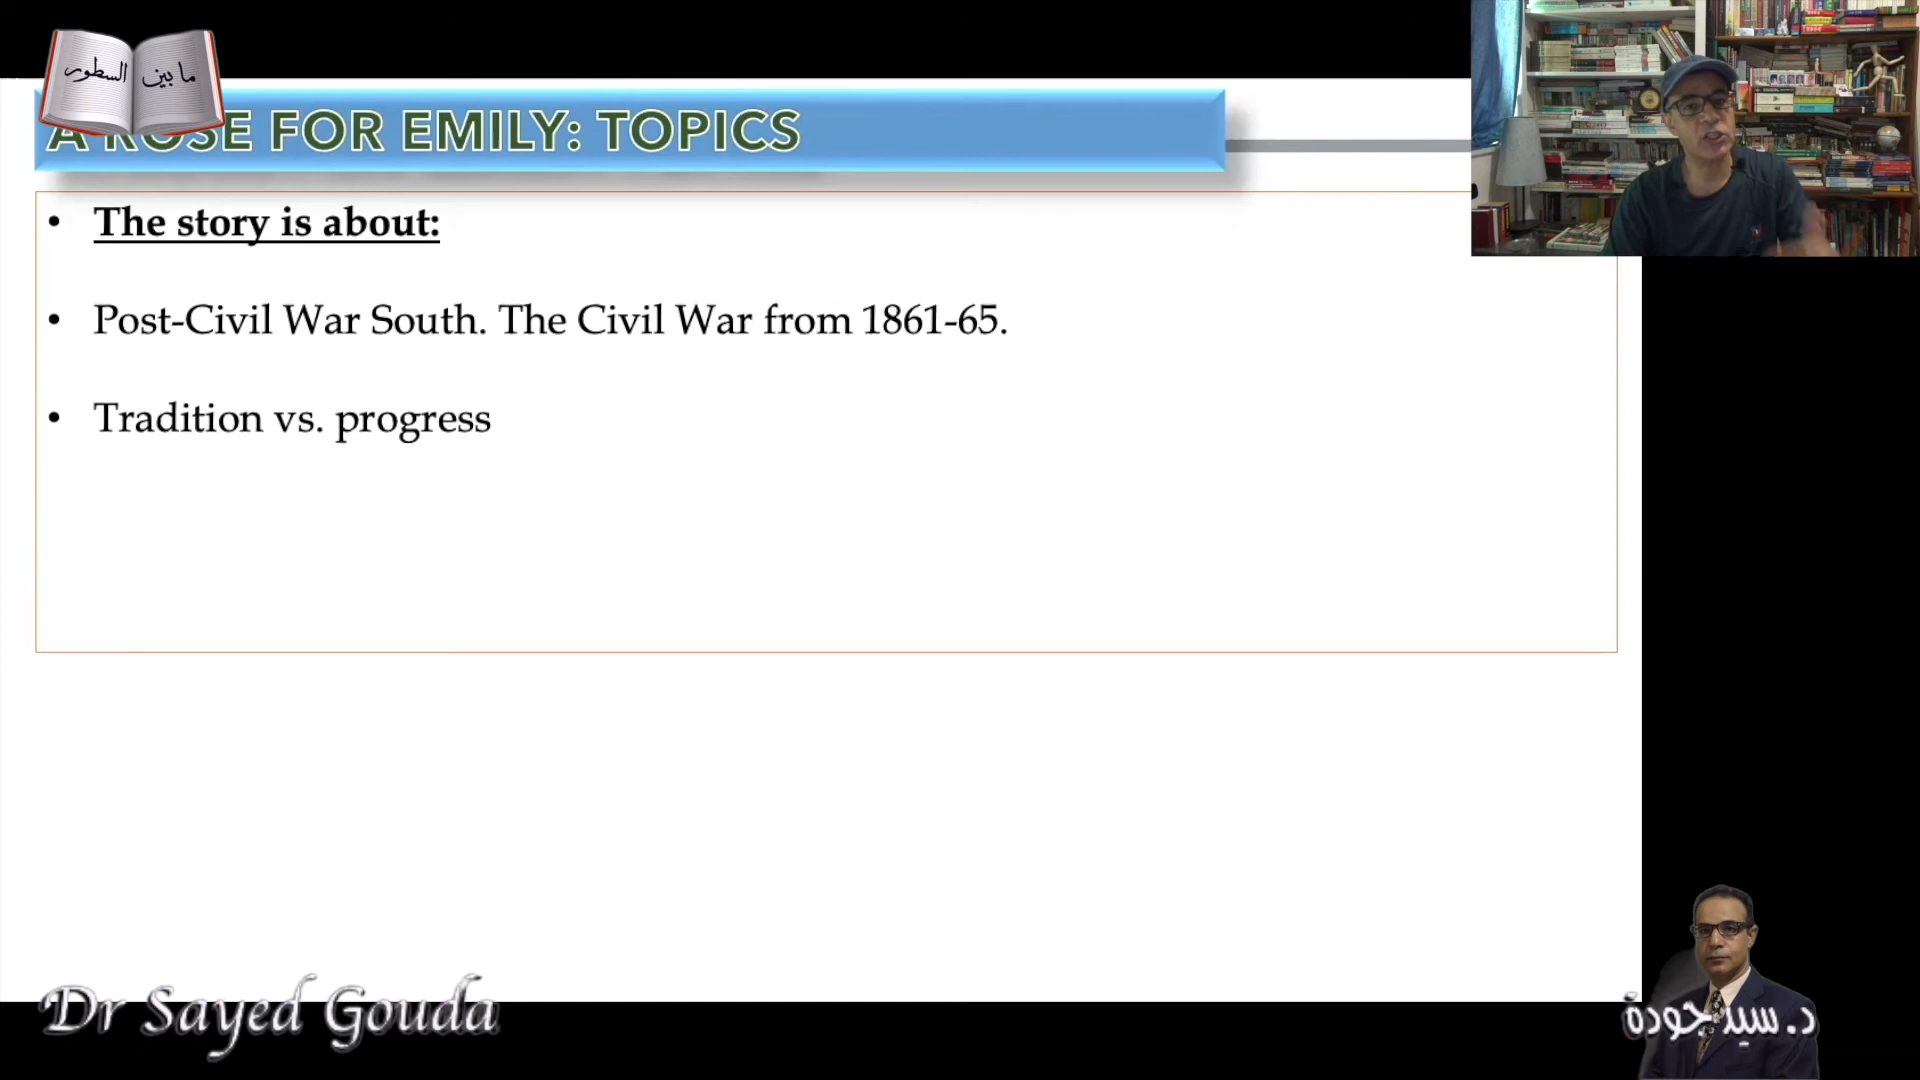 ما بين السطور
A ROSE FOR EMILY: TOPICS
• The story is about:
• Post-Civil War South. The Civil War from 1861-65.
• Tradition vs. progress
Dr Sayed Gouda
د. سيد جودة